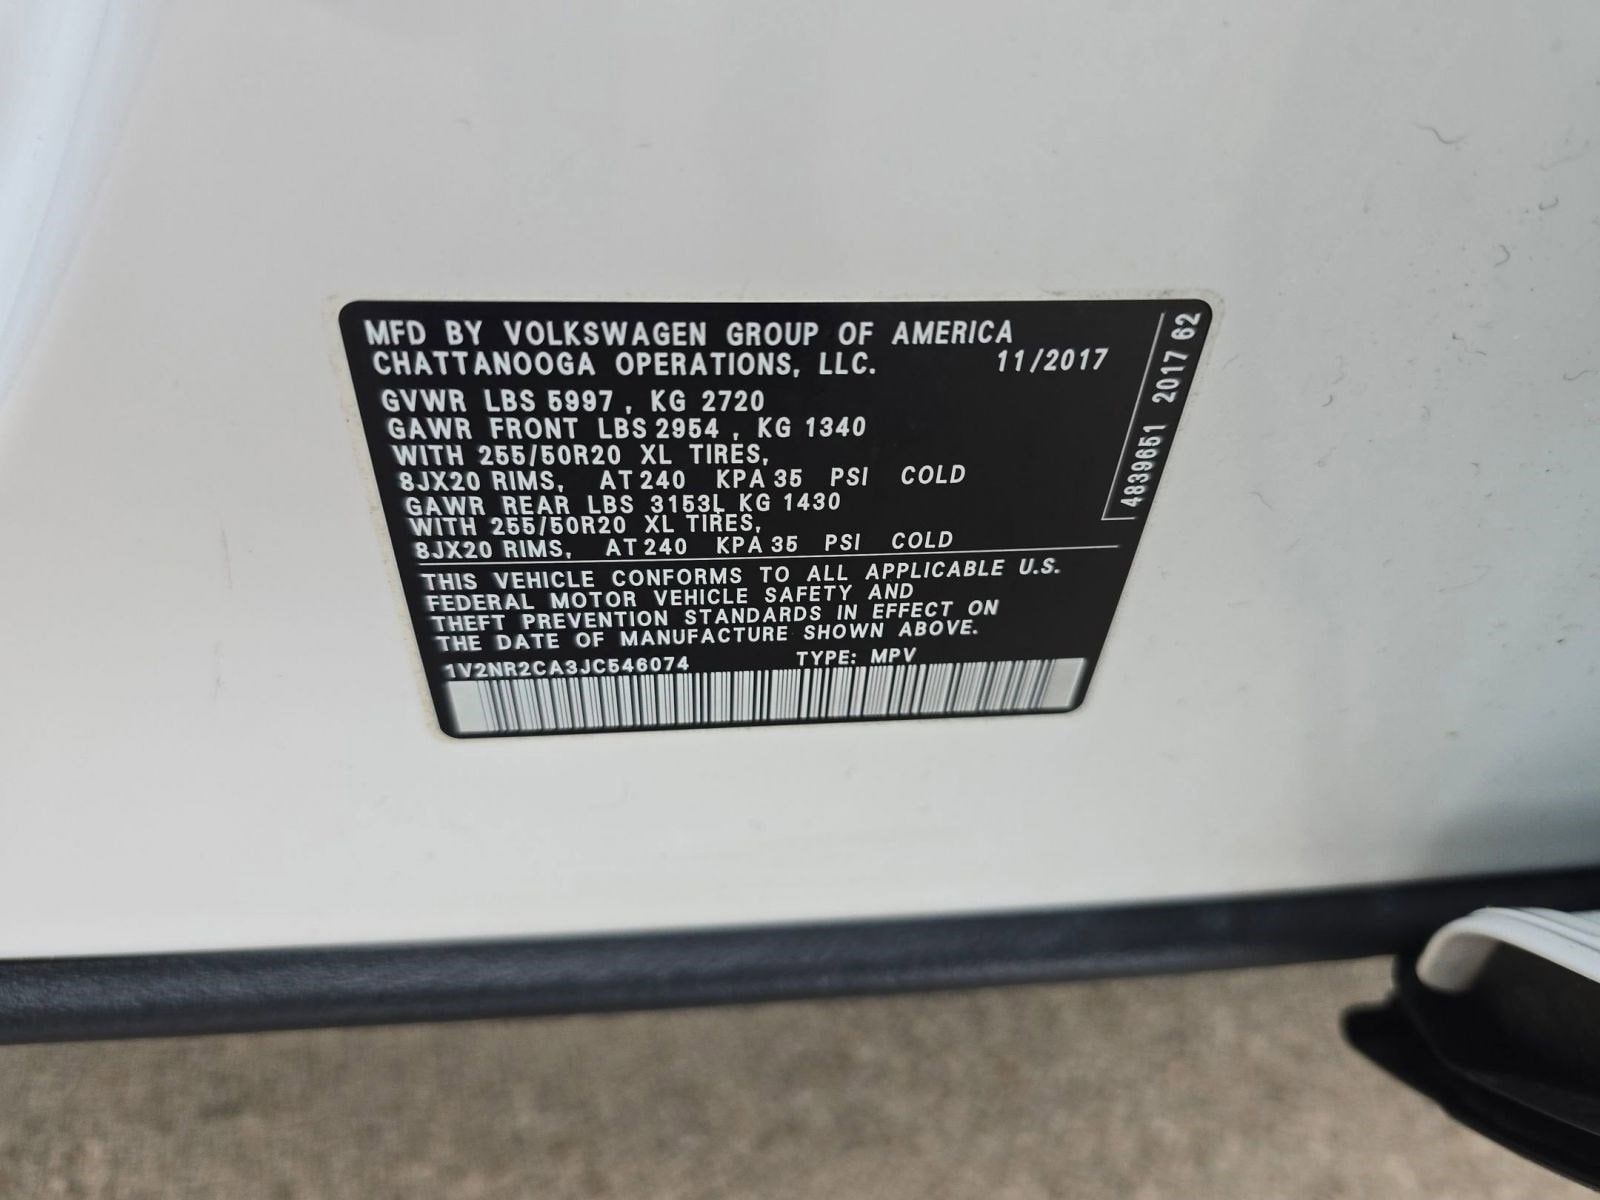 MFD BY VOLKSWAGEN GROUP OF AMERICA
CHATTANOOGA OPERATIONS, LLC. 11/2017
GVWR LBS 5997 , KG 2720
GAWR FRONT LBS 2954 , KG 1340
WITH 255/50R20 XL TIRES,
8JX20 RIMS, AT 240 KPA 35 PSI COLD
GAWR REAR LBS 3153L KG 1430
WITH 255/50R20 XL TIRES,
8JX20 RIMS, AT 240 KPA 35 PSI COLD
THIS VEHICLE CONFORMS TO ALL APPLICABLE U.S.
FEDERAL MOTOR VEHICLE SAFETY AND
THEFT PREVENTION STANDARDS IN EFFECT ON
THE DATE OF MANUFACTURE SHOWN ABOVE.
1V2NR2CA3JC546074 TYPE: MPV
4839651 2017 62